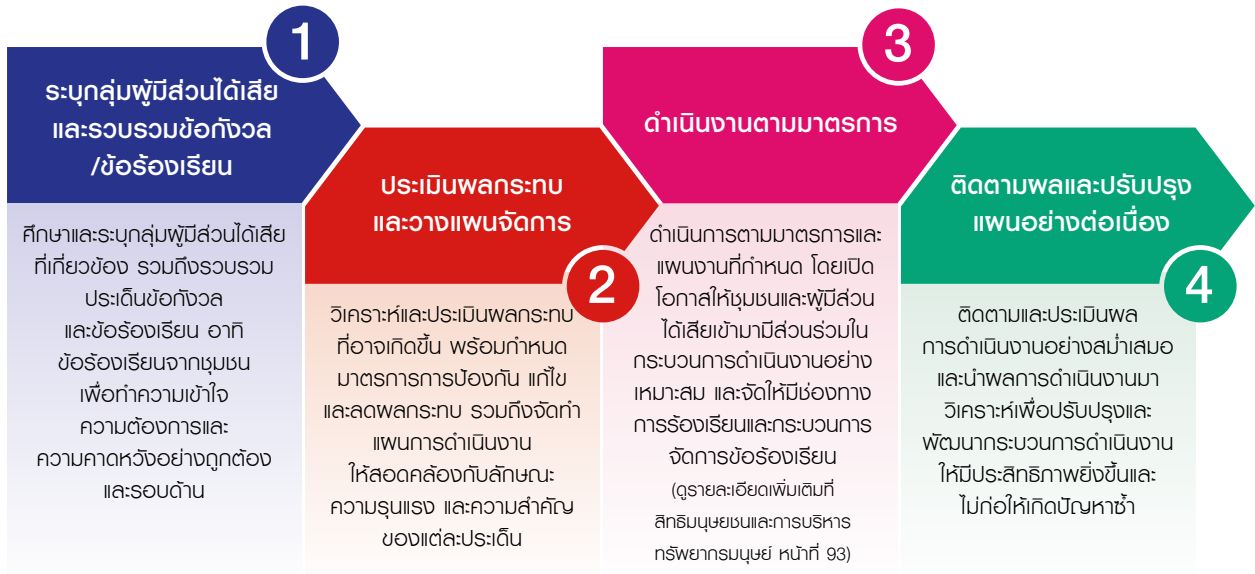 1
ระบุกลุ่มผู้มีส่วนได้เสีย
และรวบรวมข้อกังวล
/ข้อร้องเรียน
ศึกษาและระบุกลุ่มผู้มีส่วนได้เสีย
ที่เกี่ยวข้อง รวมถึงรวบรวม
ประเด็นข้อกังวล
และข้อร้องเรียน อาทิ
ข้อร้องเรียนจากชุมชน
เพื่อทำความเข้าใจ
ความต้องการและ
ความคาดหวังอย่างถูกต้อง
และรอบด้าน
ประเมินผลกระทบ
และวางแผนจัดการ
2
วิเคราะห์และประเมินผลกระทบ
ที่อาจเกิดขึ้น พร้อมกำหนด
มาตรการการป้องกัน แก้ไข
และลดผลกระทบ รวมถึงจัดทำ
แผนการดำเนินงาน
ให้สอดคล้องกับลักษณะ
ความรุนแรง และความสำคัญ
ของแต่ละประเด็น
3
ดำเนินงานตามมาตรการ
ดำเนินการตามมาตรการและ
แผนงานที่กำหนด โดยเปิด
โอกาสให้ชุมชนและผู้มีส่วน
ได้เสียเข้ามามีส่วนร่วมใน
กระบวนการดำเนินงานอย่าง
เหมาะสม และจัดให้มีช่องทาง
การร้องเรียนและกระบวนการ
จัดการข้อร้องเรียน
(ดูรายละเอียดเพิ่มเติมที่
สิทธิมนุษยชนและการบริหาร
ทรัพยากรมนุษย์ หน้าที่ 93)
ติดตามผลและปรับปรุง
แผนอย่างต่อเนื่อง
4
ติดตามและประเมินผล
การดำเนินงานอย่างสม่ำเสมอ
และนำผลการดำเนินงานมา
วิเคราะห์เพื่อปรับปรุงและ
พัฒนากระบวนการดำเนินงาน
ให้มีประสิทธิภาพยิ่งขึ้นและ
ไม่ก่อให้เกิดปัญหาซ้ำ